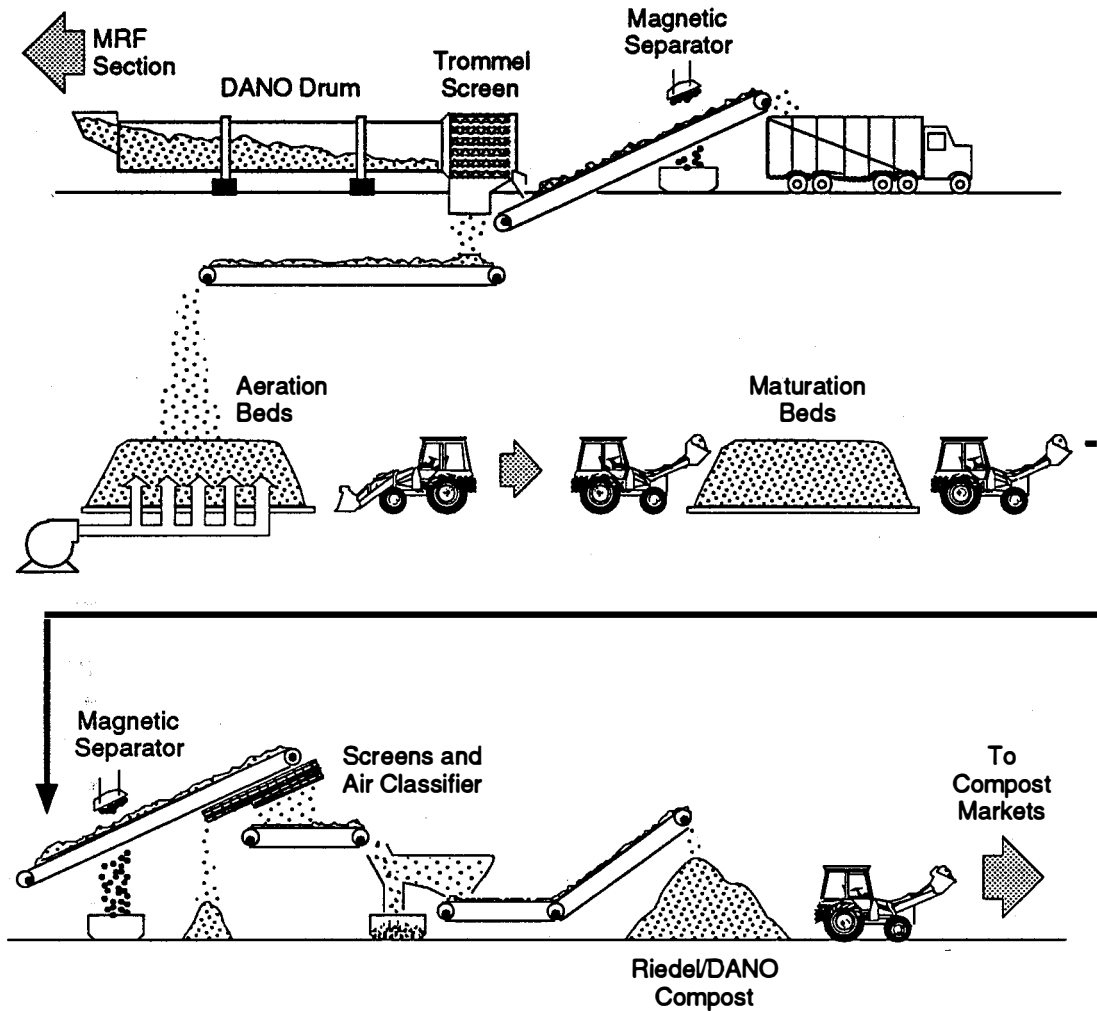 MRF
Section
DANO Drum
Trommel
Screen
Magnetic
Separator
Aeration
Beds
Maturation
Beds
Magnetic
Separator
Screens and
Air Classifier
To
Compost
Markets
Riedel/DANO
Compost